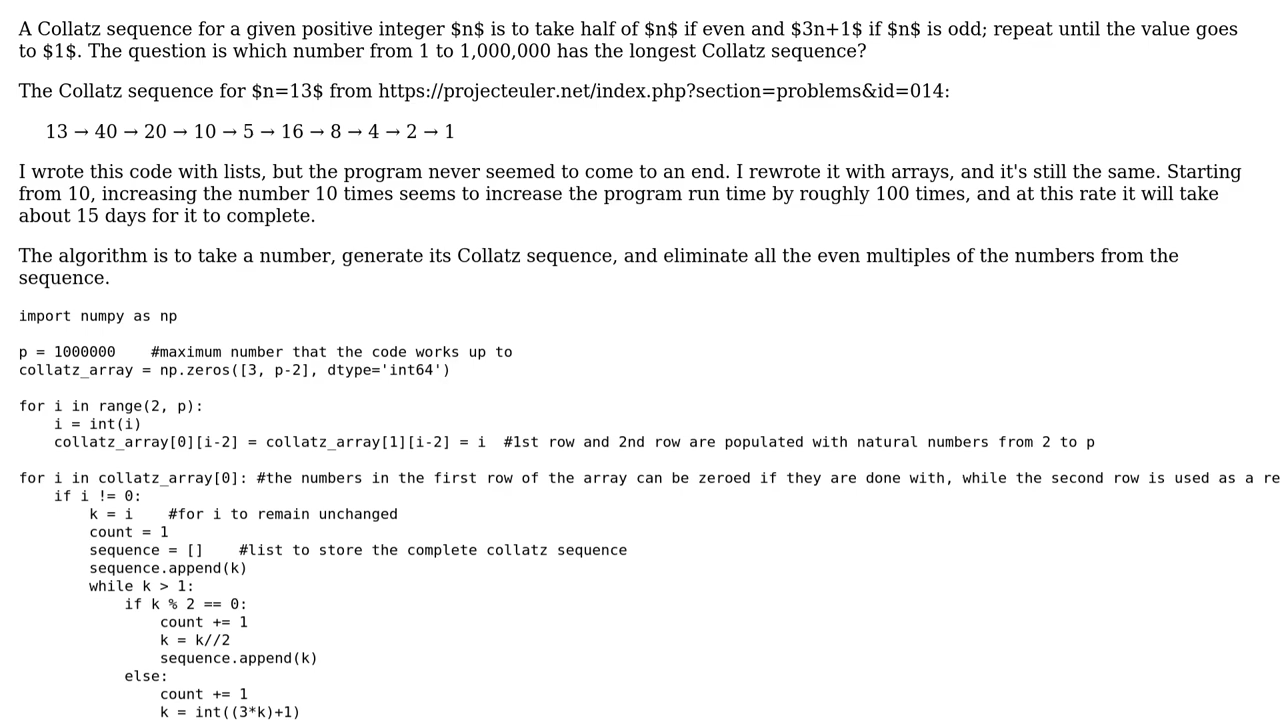 A Collatz sequence for a given positive integer $n$ is to take half of $n$ if even and $3n+1$ if $n$ is odd; repeat until the value goes
to $1$. The question is which number from 1 to 1,000,000 has the longest Collatz sequence?
The Collatz sequence for $n=13$ from https://projecteuler.net/index.php?section=problems&id=014:
13 → 40 → 20 → 10 → 5 → 16 → 8 → 4 → 2 → 1
I wrote this code with lists, but the program never seemed to come to an end. I rewrote it with arrays, and it's still the same. Starting
from 10, increasing the number 10 times seems to increase the program run time by roughly 100 times, and at this rate it will take
about 15 days for it to complete.
The algorithm is to take a number, generate its Collatz sequence, and eliminate all the even multiples of the numbers from the
sequence.
import numpy as np
p = 1000000    #maximum number that the code works up to
collatz_array = np.zeros([3, p-2], dtype='int64')
for i in range(2, p):
    i = int(i)
    collatz_array[0][i-2] = collatz_array[1][i-2] = i  #1st row and 2nd row are populated with natural numbers from 2 to p
for i in collatz_array[0]: #the numbers in the first row of the array can be zeroed if they are done with, while the second row is used as a re
    if i != 0:
        k = i    #for i to remain unchanged
        count = 1
        sequence = []    #list to store the complete collatz sequence
        sequence.append(k)
        while k > 1:
            if k % 2 == 0:
                count += 1
                k = k//2
                sequence.append(k)
            else:
                count += 1
                k = int((3*k)+1)